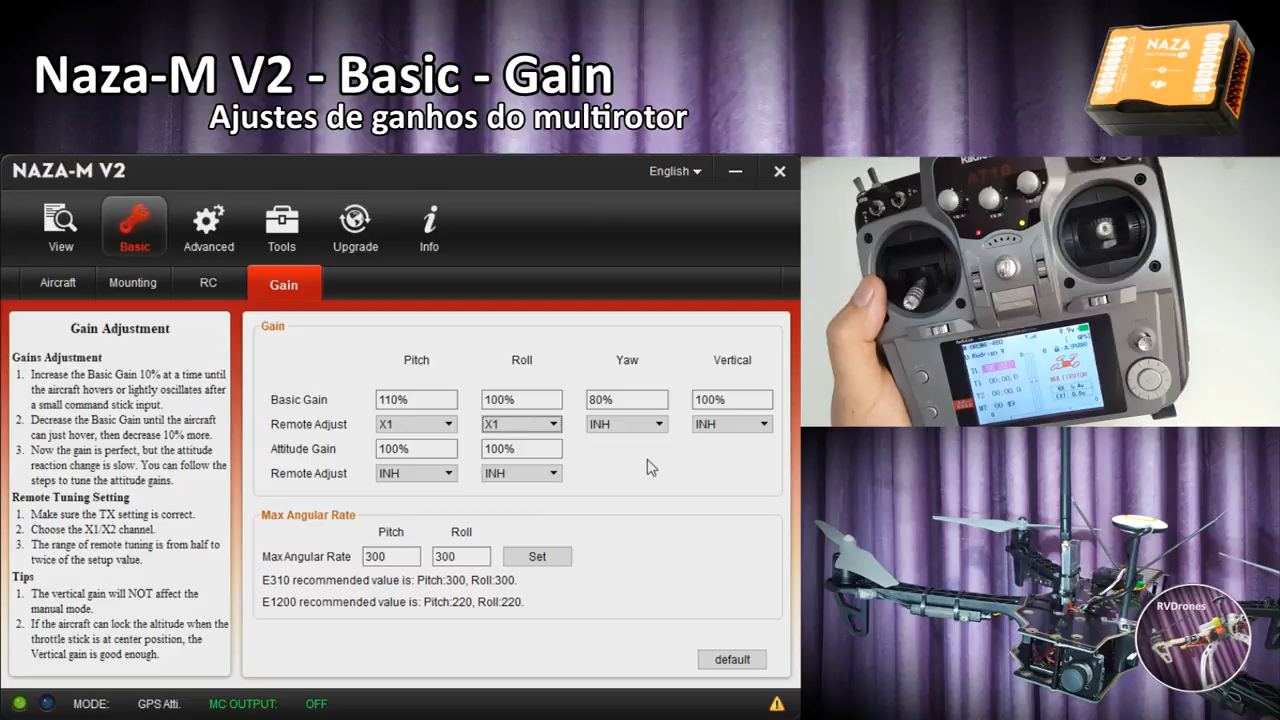 Naza-M V2 - Basic - Gain
Ajustes de ganhos do multirotor
NAZA
NAZA-M V2
English
View
Basic
Advanced
Tools
Upgrade
Info
Aircraft
Mounting
RC
Gain
Gain Adjustment
Gains Adjustment
1. Increase the Basic Gain 10% at a time until
the aircraft hovers or lightly oscillates after
a small command stick input.
2. Decrease the Basic Gain until the aircraft
can just hover, then decrease 10% more.
3. Now the gain is perfect, but the attitude
reaction change is slow. You can follow the
steps to tune the attitude gains.
Remote Tuning Setting
1. Make sure the TX setting is correct.
2. Choose the X1/X2 channel.
3. The range of remote tuning is from half to
twice of the setup value.
Tips
1. The vertical gain will NOT affect the
manual mode.
2. If the aircraft can lock the altitude when the
throttle stick is at center position, the
Vertical gain is good enough.
Gain
Pitch Roll Yaw Vertical
Basic Gain 110% 100% 80% 100%
Remote Adjust X1 X1 INH INH
Attitude Gain 100% 100%
Remote Adjust INH INH
Max Angular Rate
Pitch Roll
Max Angular Rate 300 300 Set
E310 recommended value is: Pitch:300, Roll:300.
E1200 recommended value is: Pitch:220, Roll:220.
default
MODE: GPS Atti. MC OUTPUT: OFF
AT10
MULTIROTOR
RVDrones